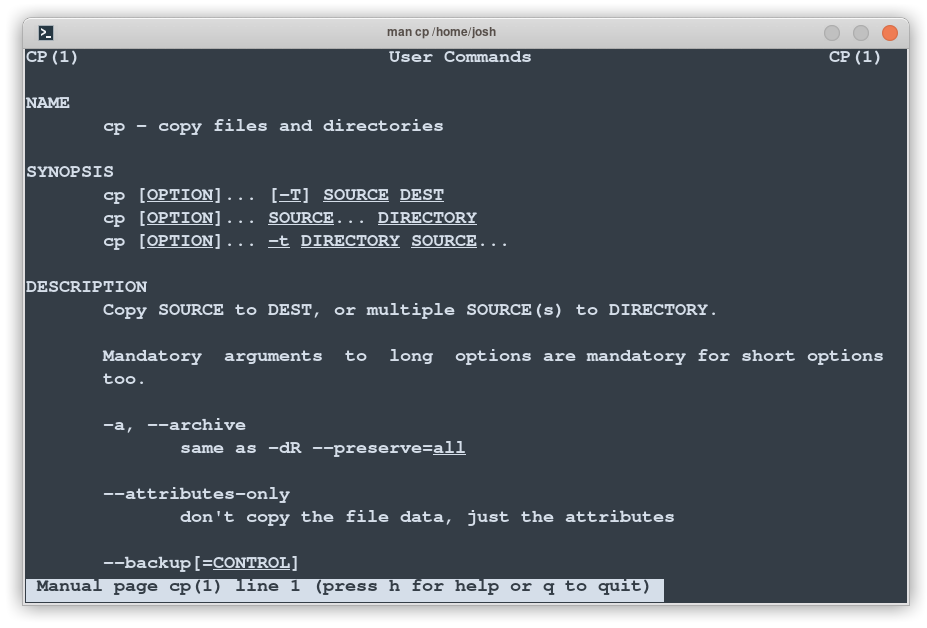 man cp /home/josh
CP(1) User Commands CP(1)
NAME
cp - copy files and directories
SYNOPSIS
cp [OPTION]... [-T] SOURCE DEST
cp [OPTION]... SOURCE... DIRECTORY
cp [OPTION]... -t DIRECTORY SOURCE...
DESCRIPTION
Copy SOURCE to DEST, or multiple SOURCE(s) to DIRECTORY.
Mandatory arguments to long options are mandatory for short options
too.
-a, --archive
same as -dR --preserve=all
--attributes-only
don't copy the file data, just the attributes
--backup[=CONTROL]
Manual page cp(1) line 1 (press h for help or q to quit)